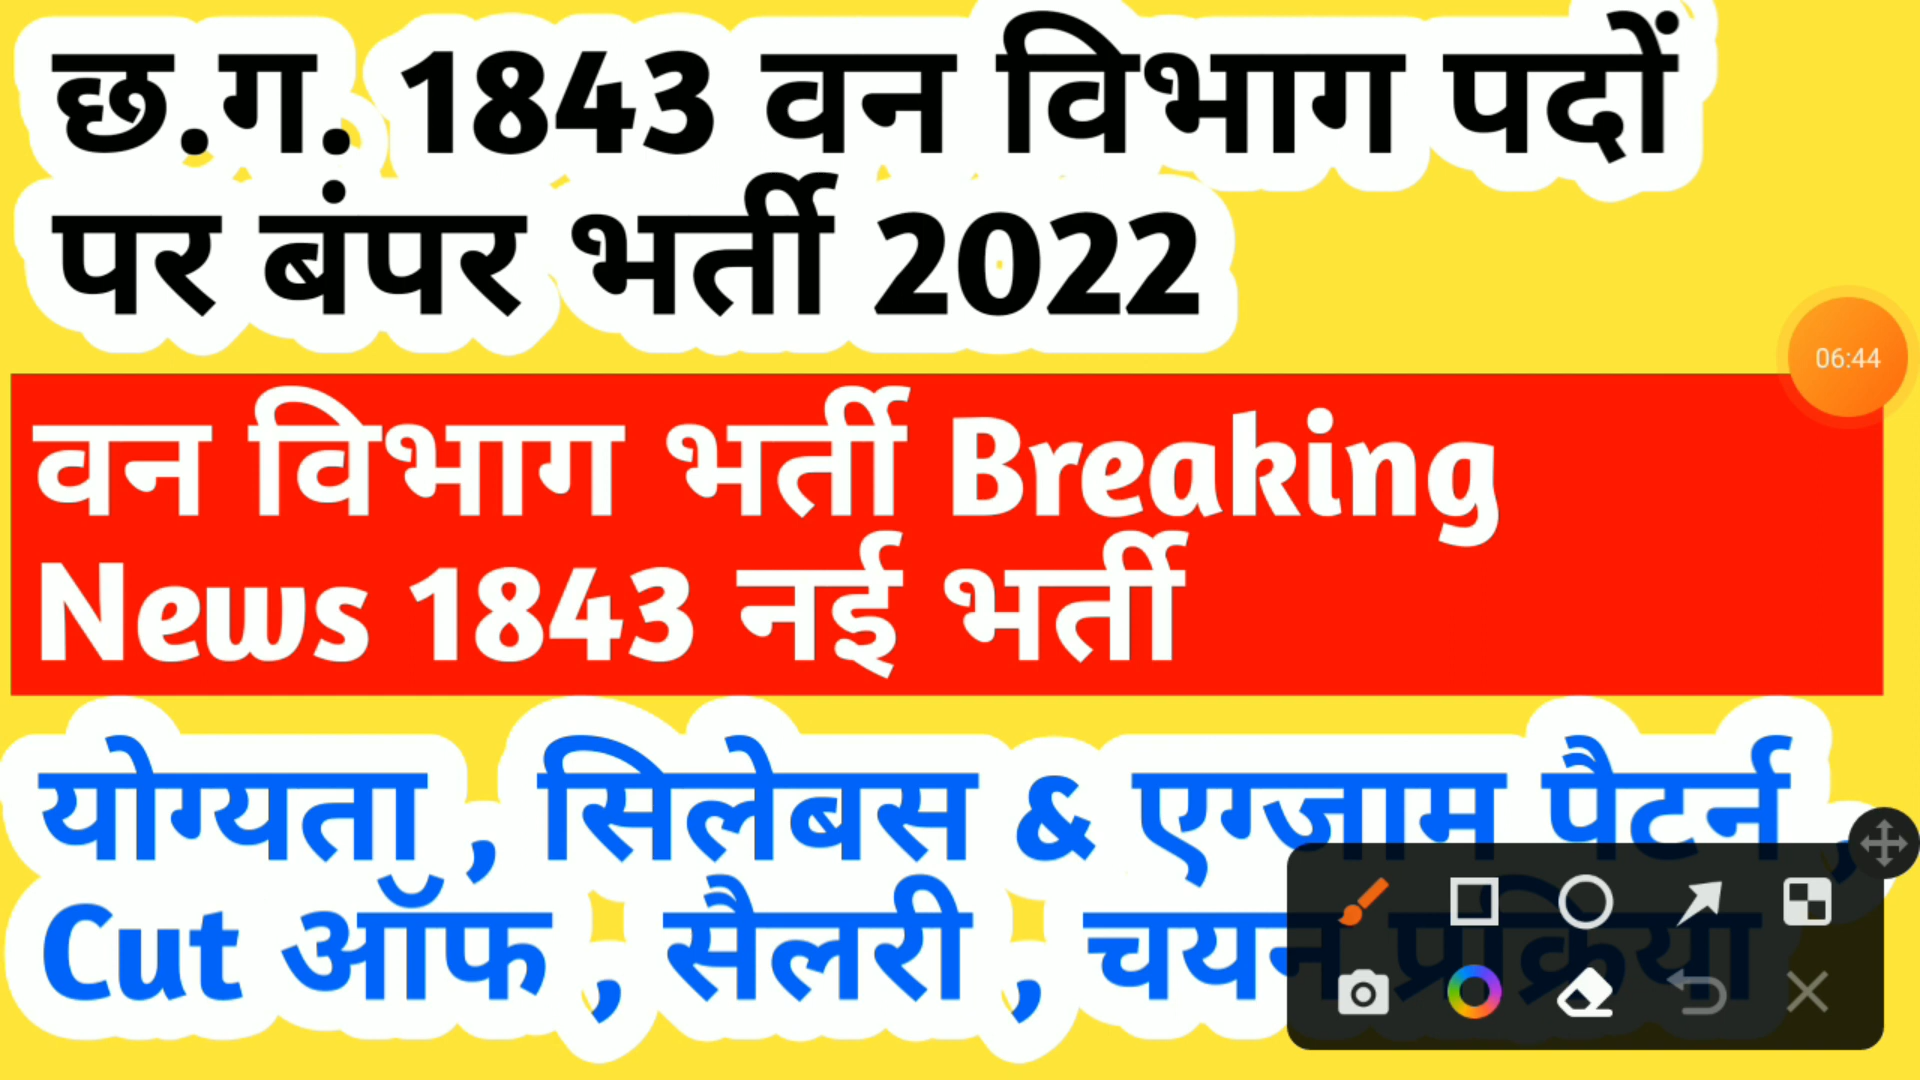 छ.ग. 1843 वन विभाग पदों
पर बंपर भर्ती 2022
06:44
वन विभाग भर्ती Breaking
News 1843 नई भर्ती
योग्यता , सिलेबस & एग्जाम पैटर्न ,
Cut ऑफ , सैलरी , चयन प्रक्रिया